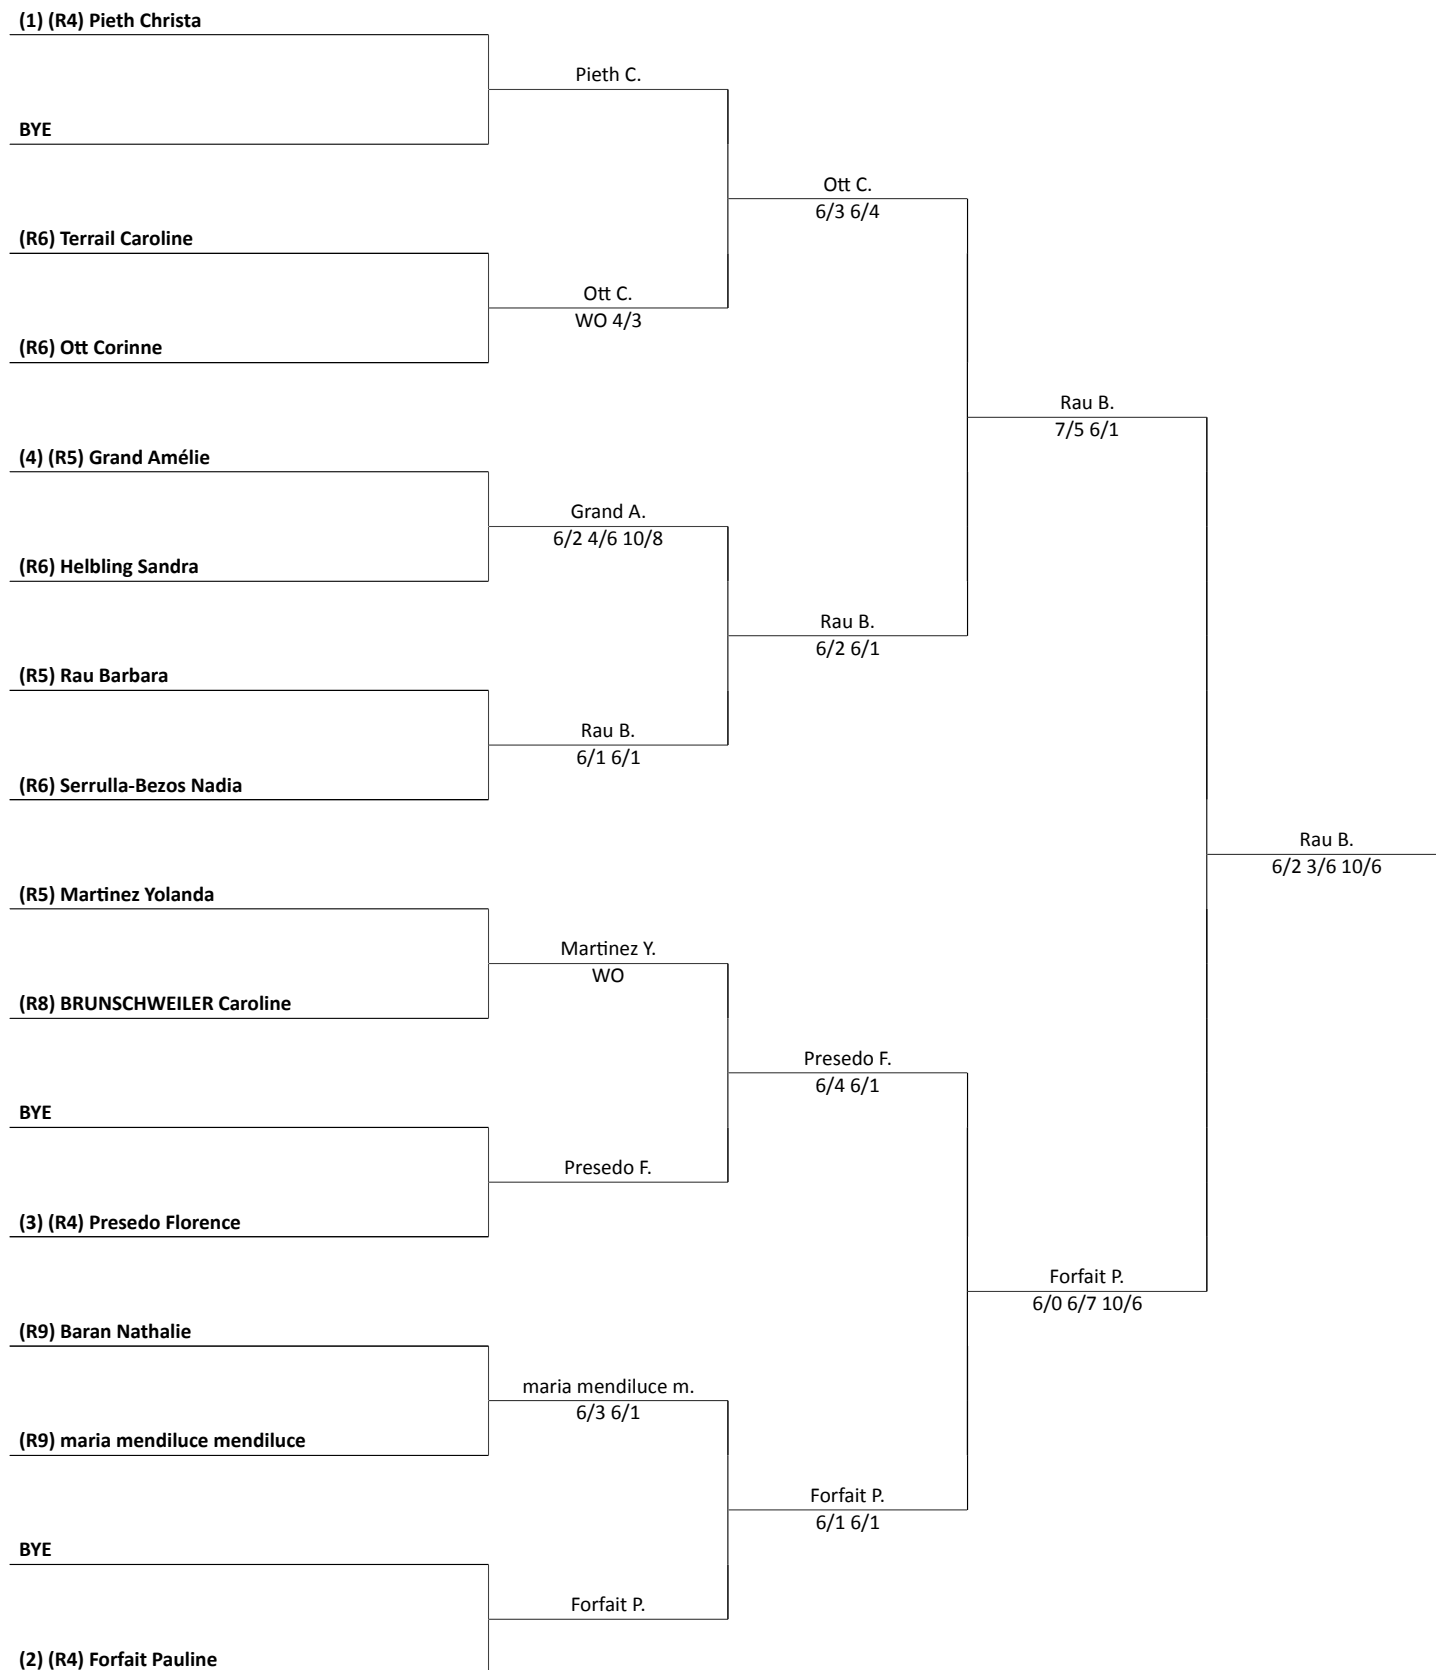 (1) (R4) Pieth Christa
Pieth C.
BYE
Ott C.
6/3 6/4
(R6) Terrail Caroline
Ott C.
WO 4/3
(R6) Ott Corinne
Rau B.
7/5 6/1
(4) (R5) Grand Amélie
Grand A.
6/2 4/6 10/8
(R6) Helbling Sandra
Rau B.
6/2 6/1
(R5) Rau Barbara
Rau B.
6/1 6/1
(R6) Serrulla-Bezos Nadia
Rau B.
6/2 3/6 10/6
(R5) Martinez Yolanda
Martinez Y.
WO
(R8) BRUNSCHWEILER Caroline
Presedo F.
6/4 6/1
BYE
Presedo F.
(3) (R4) Presedo Florence
Forfait P.
6/0 6/7 10/6
(R9) Baran Nathalie
maria mendiluce m.
6/3 6/1
(R9) maria mendiluce mendiluce
Forfait P.
6/1 6/1
BYE
Forfait P.
(2) (R4) Forfait Pauline